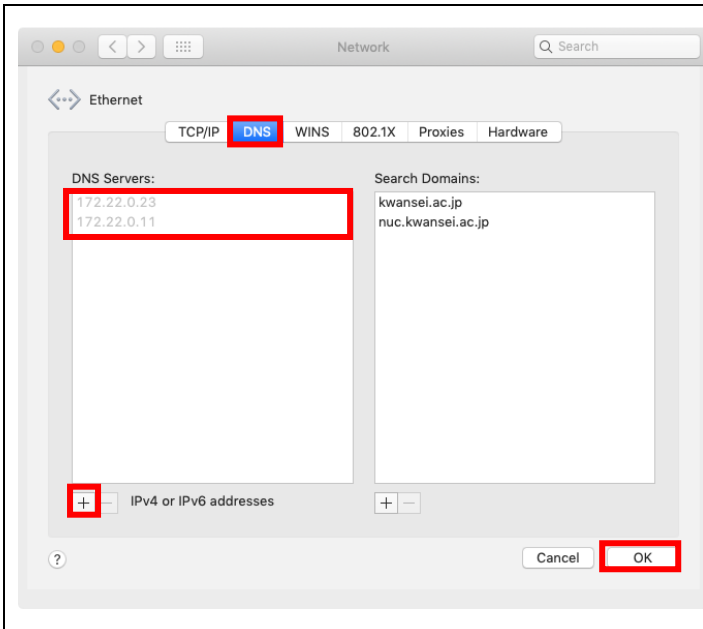 Network
Search
Ethernet
TCP/IP DNS WINS 802.1X Proxies Hardware
DNS Servers:
172.22.0.23
172.22.0.11
Search Domains:
kwansei.ac.jp
nuc.kwansei.ac.jp
+ − IPv4 or IPv6 addresses
+ −
?
Cancel OK